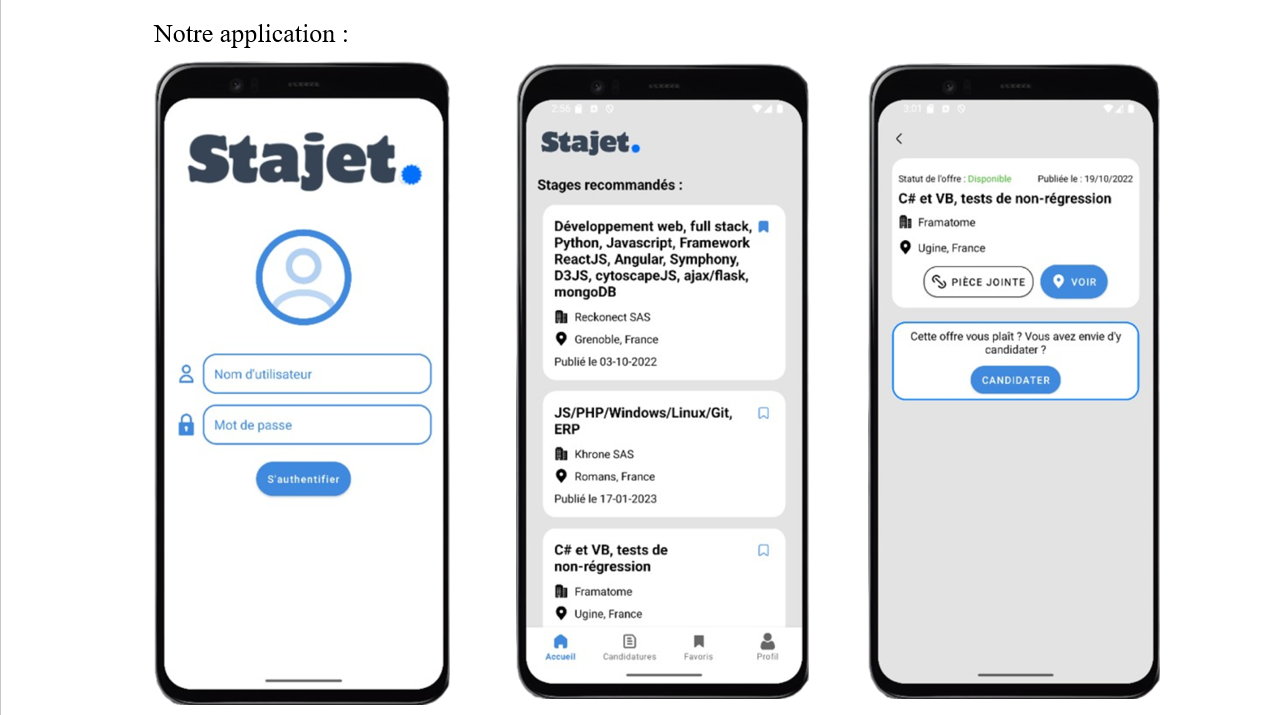 Notre application :
Stajet.
Nom d'utilisateur
Mot de passe
S'authentifier
2:56
Stajet.
Stages recommandés :
Développement web, full stack,
Python, Javascript, Framework
ReactJS, Angular, Symphony,
D3JS, cytoscapeJS, ajax/flask,
mongoDB
Reckonect SAS
Grenoble, France
Publié le 03-10-2022
JS/PHP/Windows/Linux/Git,
ERP
Khrone SAS
Romans, France
Publié le 17-01-2023
C# et VB, tests de
non-régression
Framatome
Ugine, France
Accueil
Candidatures
Favoris
Profil
3:01
Statut de l'offre : Disponible
Publiée le : 19/10/2022
C# et VB, tests de non-régression
Framatome
Ugine, France
PIÈCE JOINTE
VOIR
Cette offre vous plaît ? Vous avez envie d'y
candidater ?
CANDIDATER